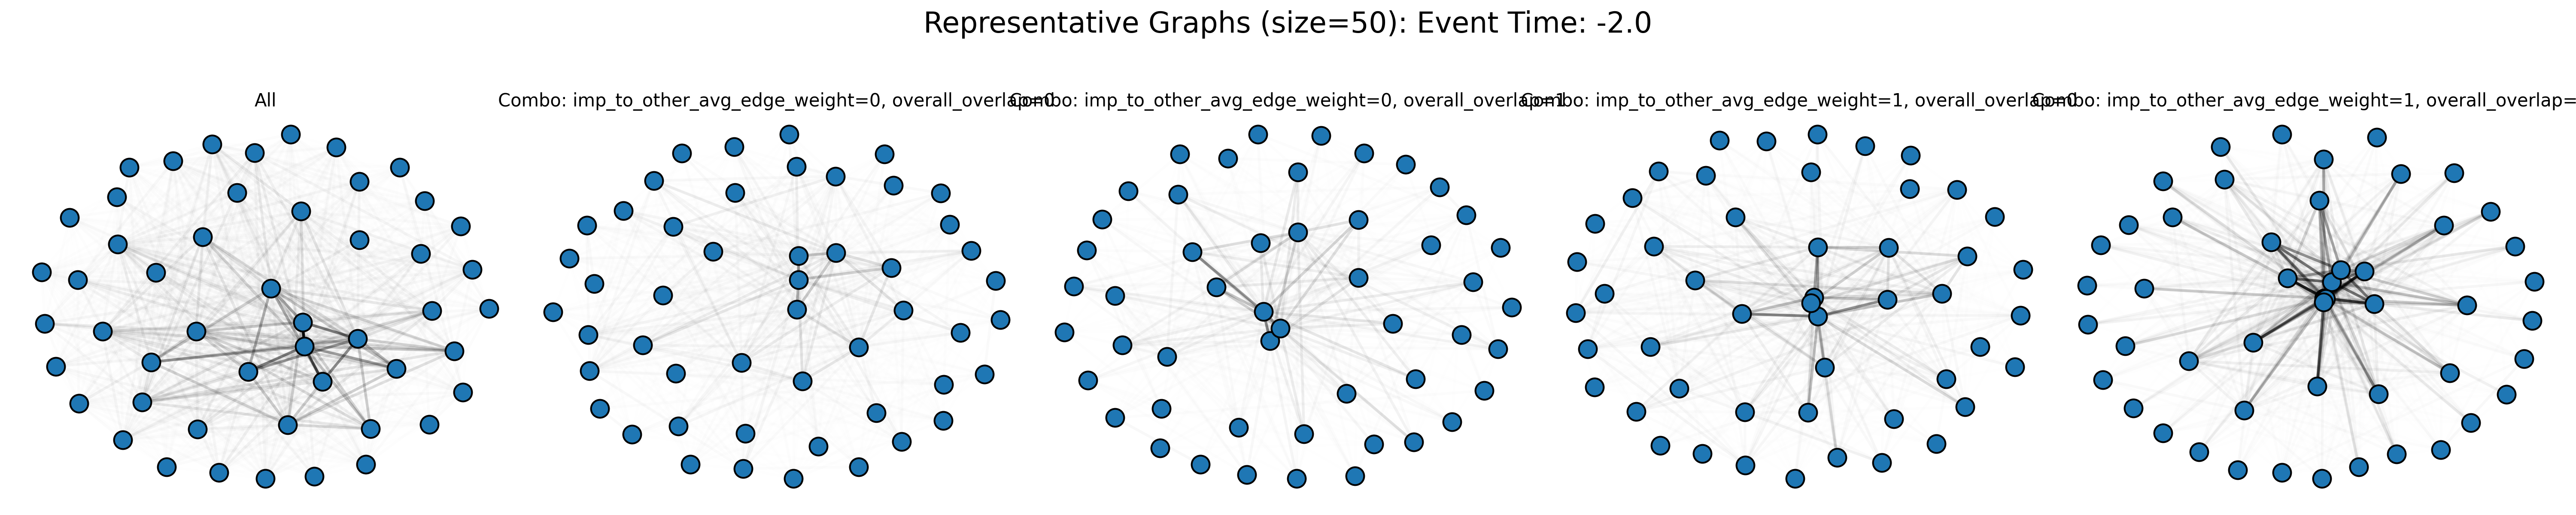 Representative Graphs (size=50): Event Time: -2.0
All
Combo: imp_to_other_avg_edge_weight=0, overall_overlap=0
Combo: imp_to_other_avg_edge_weight=0, overall_overlap=1
Combo: imp_to_other_avg_edge_weight=1, overall_overlap=0
Combo: imp_to_other_avg_edge_weight=1, overall_overlap=